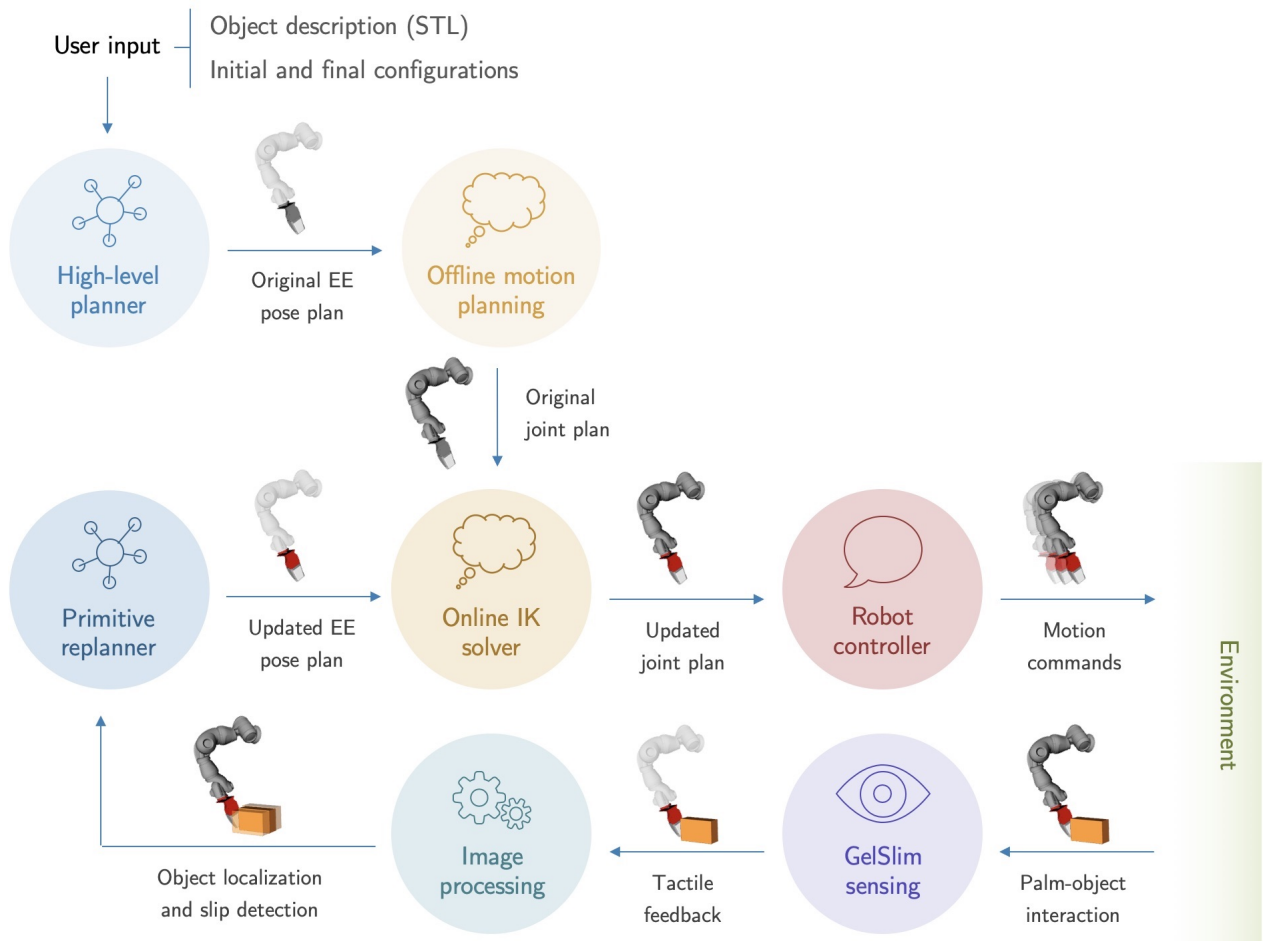 User input
Object description (STL)
Initial and final configurations
High-level
planner
Original EE
pose plan
Offline motion
planning
Original
joint plan
Primitive
replanner
Updated EE
pose plan
Online IK
solver
Updated
joint plan
Robot
controller
Motion
commands
Environment
Object localization
and slip detection
Image
processing
Tactile
feedback
GelSlim
sensing
Palm-object
interaction